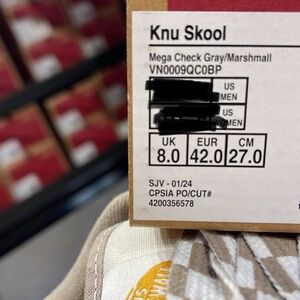 Knu Skool
Mega Check Gray/Marshmall
VN0009QC0BP
US
MEN
US
MEN
UK EUR CM
8.0 42.0 27.0
SJV - 01/24
CPSIA PO/CUT#
4200356578